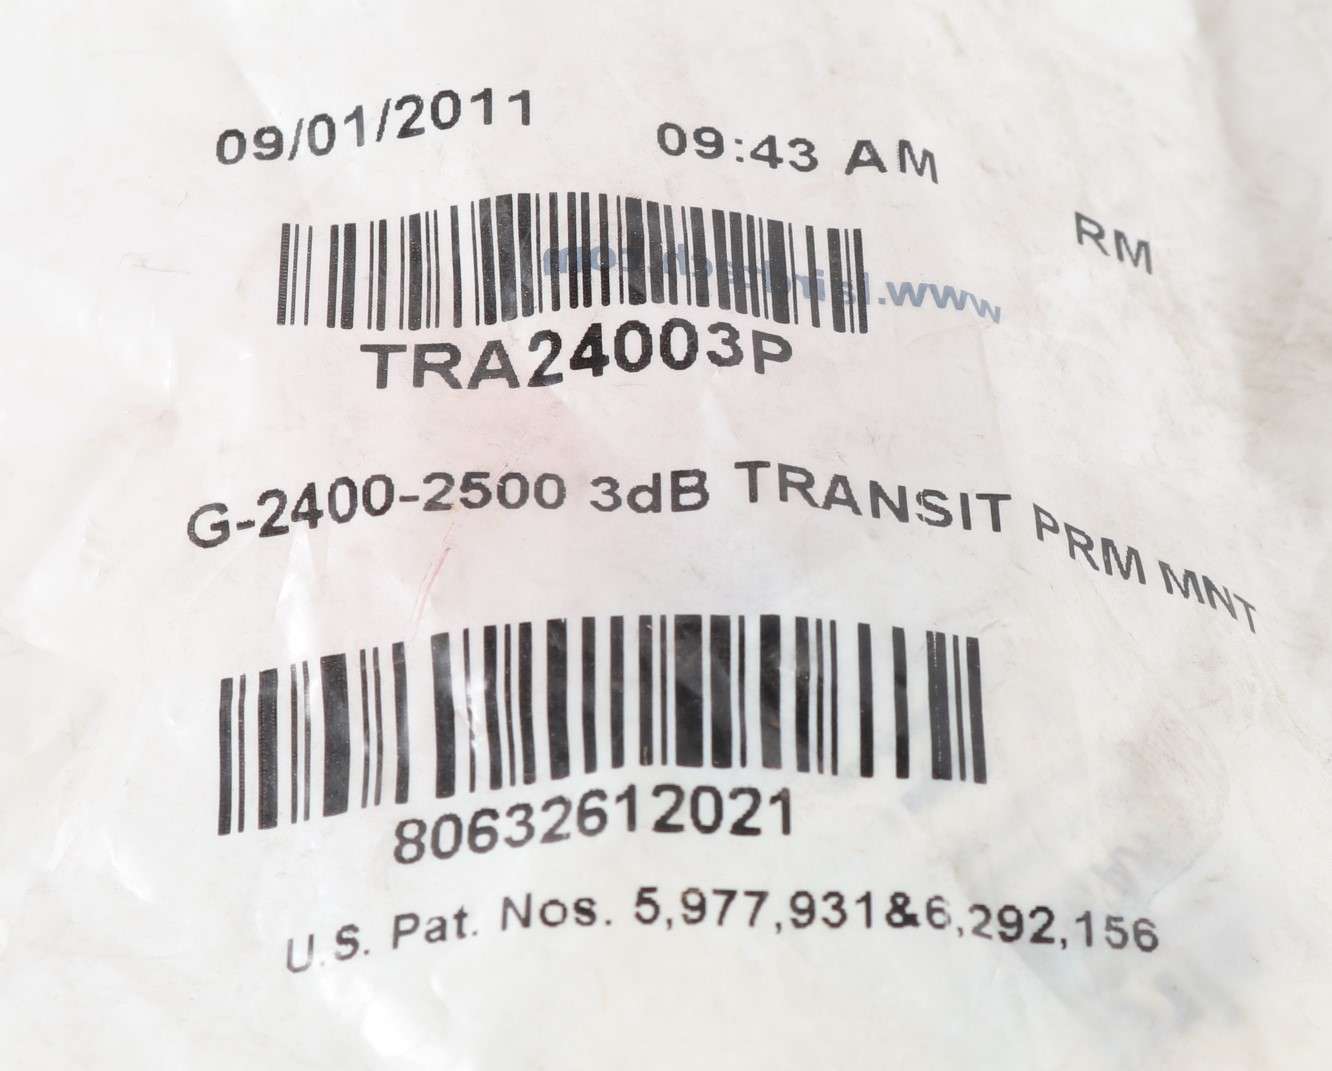 09/01/2011 09:43 AM
RM
TRA24003P
G-2400-2500 3dB TRANSIT PRM MNT
80632612021
U.S. Pat. Nos. 5,977,931&6,292,156